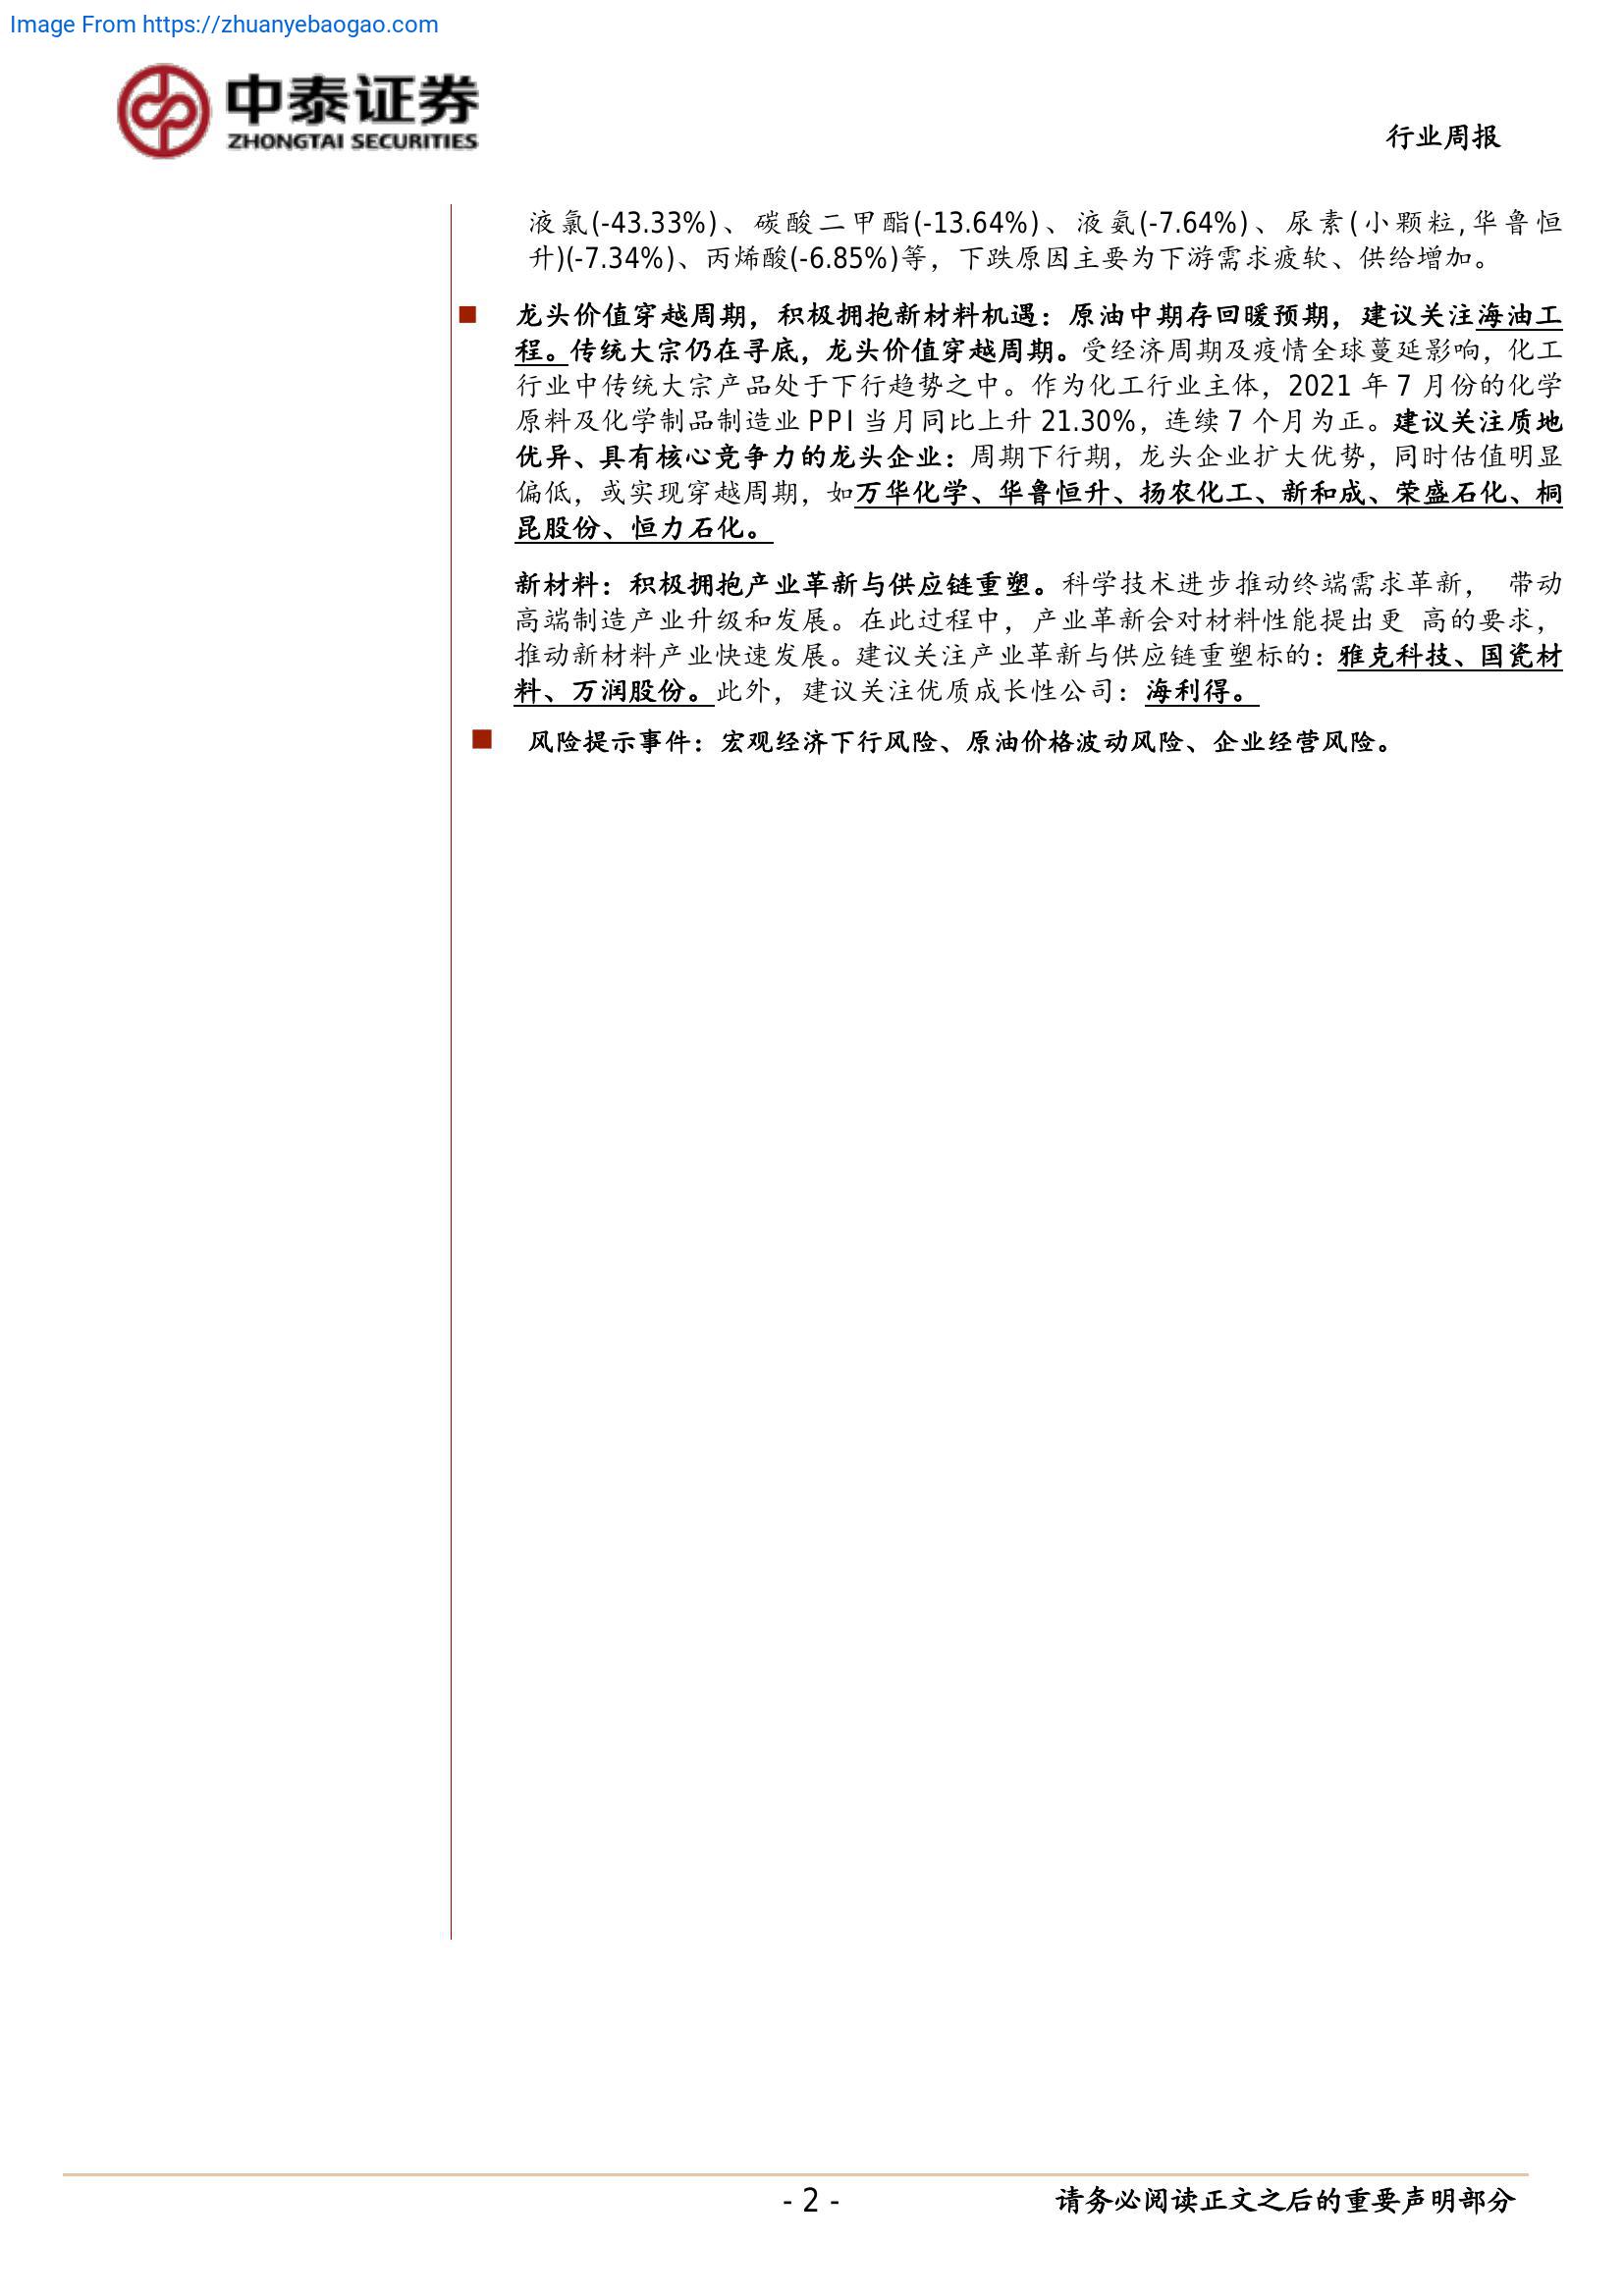 Image From https://zhuanyebaogao.com
中泰证券
ZHONGTAI SECURITIES
行业周报
液氯(-43.33%)、碳酸二甲酯(-13.64%)、液氨(-7.64%)、尿素(小颗粒,华鲁恒
升)(-7.34%)、丙烯酸(-6.85%)等，下跌原因主要为下游需求疲软、供给增加。
龙头价值穿越周期，积极拥抱新材料机遇：原油中期存回暖预期，建议关注海油工
程。传统大宗仍在寻底，龙头价值穿越周期。受经济周期及疫情全球蔓延影响，化工
行业中传统大宗产品处于下行趋势之中。作为化工行业主体，2021 年 7 月份的化学
原料及化学制品制造业 PPI 当月同比上升 21.30%，连续 7 个月为正。建议关注质地
优异、具有核心竞争力的龙头企业：周期下行期，龙头企业扩大优势，同时估值明显
偏低，或实现穿越周期，如万华化学、华鲁恒升、扬农化工、新和成、荣盛石化、桐
昆股份、恒力石化。
新材料：积极拥抱产业革新与供应链重塑。科学技术进步推动终端需求革新， 带动
高端制造产业升级和发展。在此过程中，产业革新会对材料性能提出更 高的要求，
推动新材料产业快速发展。建议关注产业革新与供应链重塑标的：雅克科技、国瓷材
料、万润股份。此外，建议关注优质成长性公司：海利得。
风险提示事件：宏观经济下行风险、原油价格波动风险、企业经营风险。
- 2 -
请务必阅读正文之后的重要声明部分